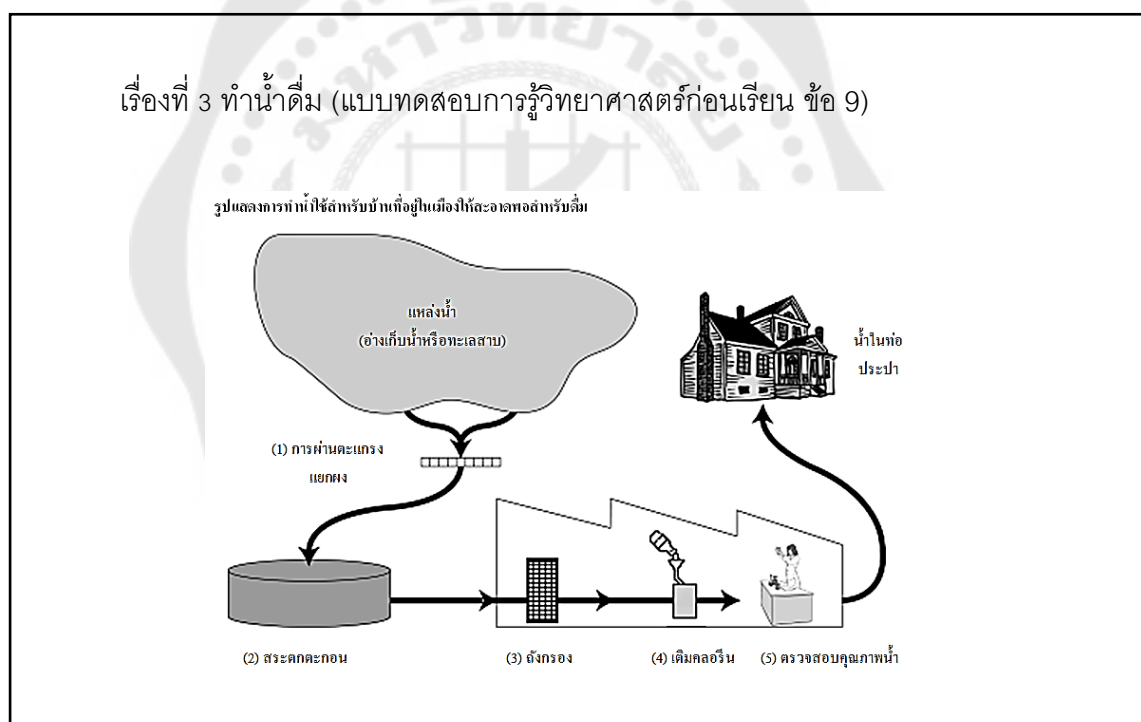 มหาวิทยาลัย
เรื่องที่ 3 ทำน้ำดื่ม (แบบทดสอบการรู้วิทยาศาสตร์ก่อนเรียน ข้อ 9)
รูปแสดงการทำน้ำใช้สำหรับบ้านที่อยู่ในเมืองให้สะอาดพอสำหรับดื่ม
แหล่งน้ำ
(อ่างเก็บน้ำหรือทะเลสาบ)
น้ำในท่อ
ประปา
(1) การผ่านตะแกรง
แยกผง
(2) สระตกตะกอน
(3) ถังกรอง
(4) เติมคลอรีน
(5) ตรวจสอบคุณภาพน้ำ